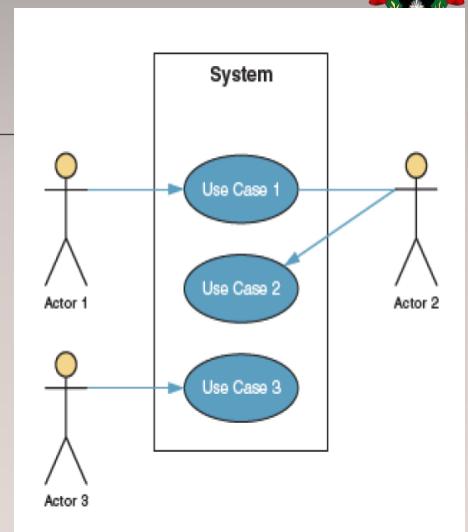 System
Use Case 1
Actor 1
Use Case 2
Actor 2
Use Case 3
Actor 3